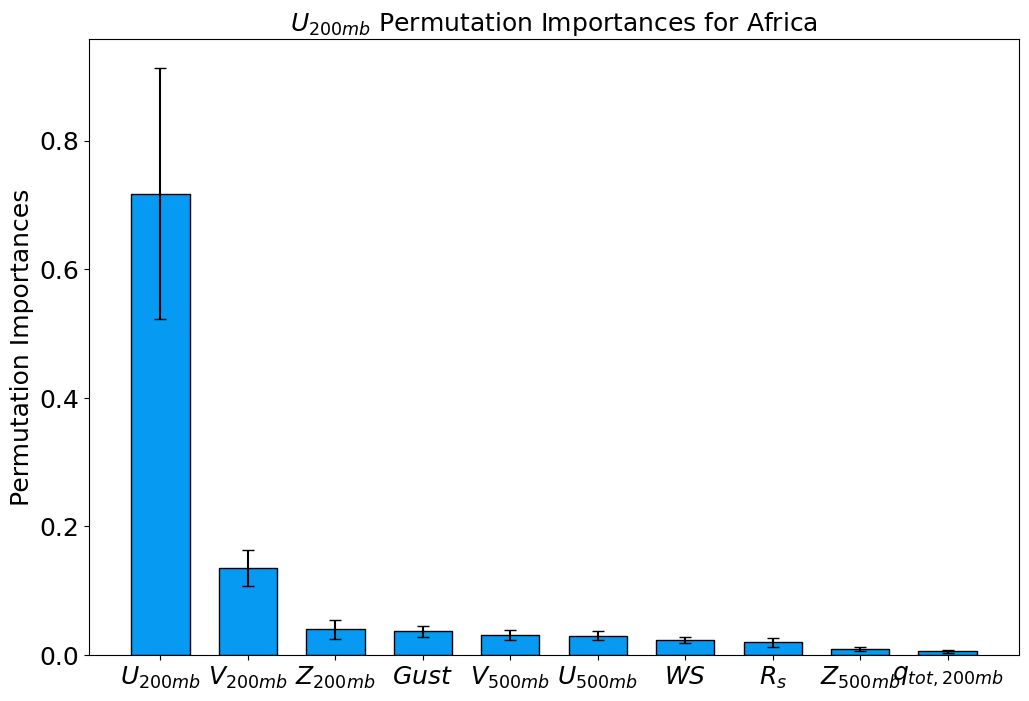 U200mb Permutation Importances for Africa
Permutation Importances
0.8
0.6
0.4
0.2
0.0
U200mb V200mb Z200mb Gust V500mb U500mb WS Rs Z500mb qtot,200mb